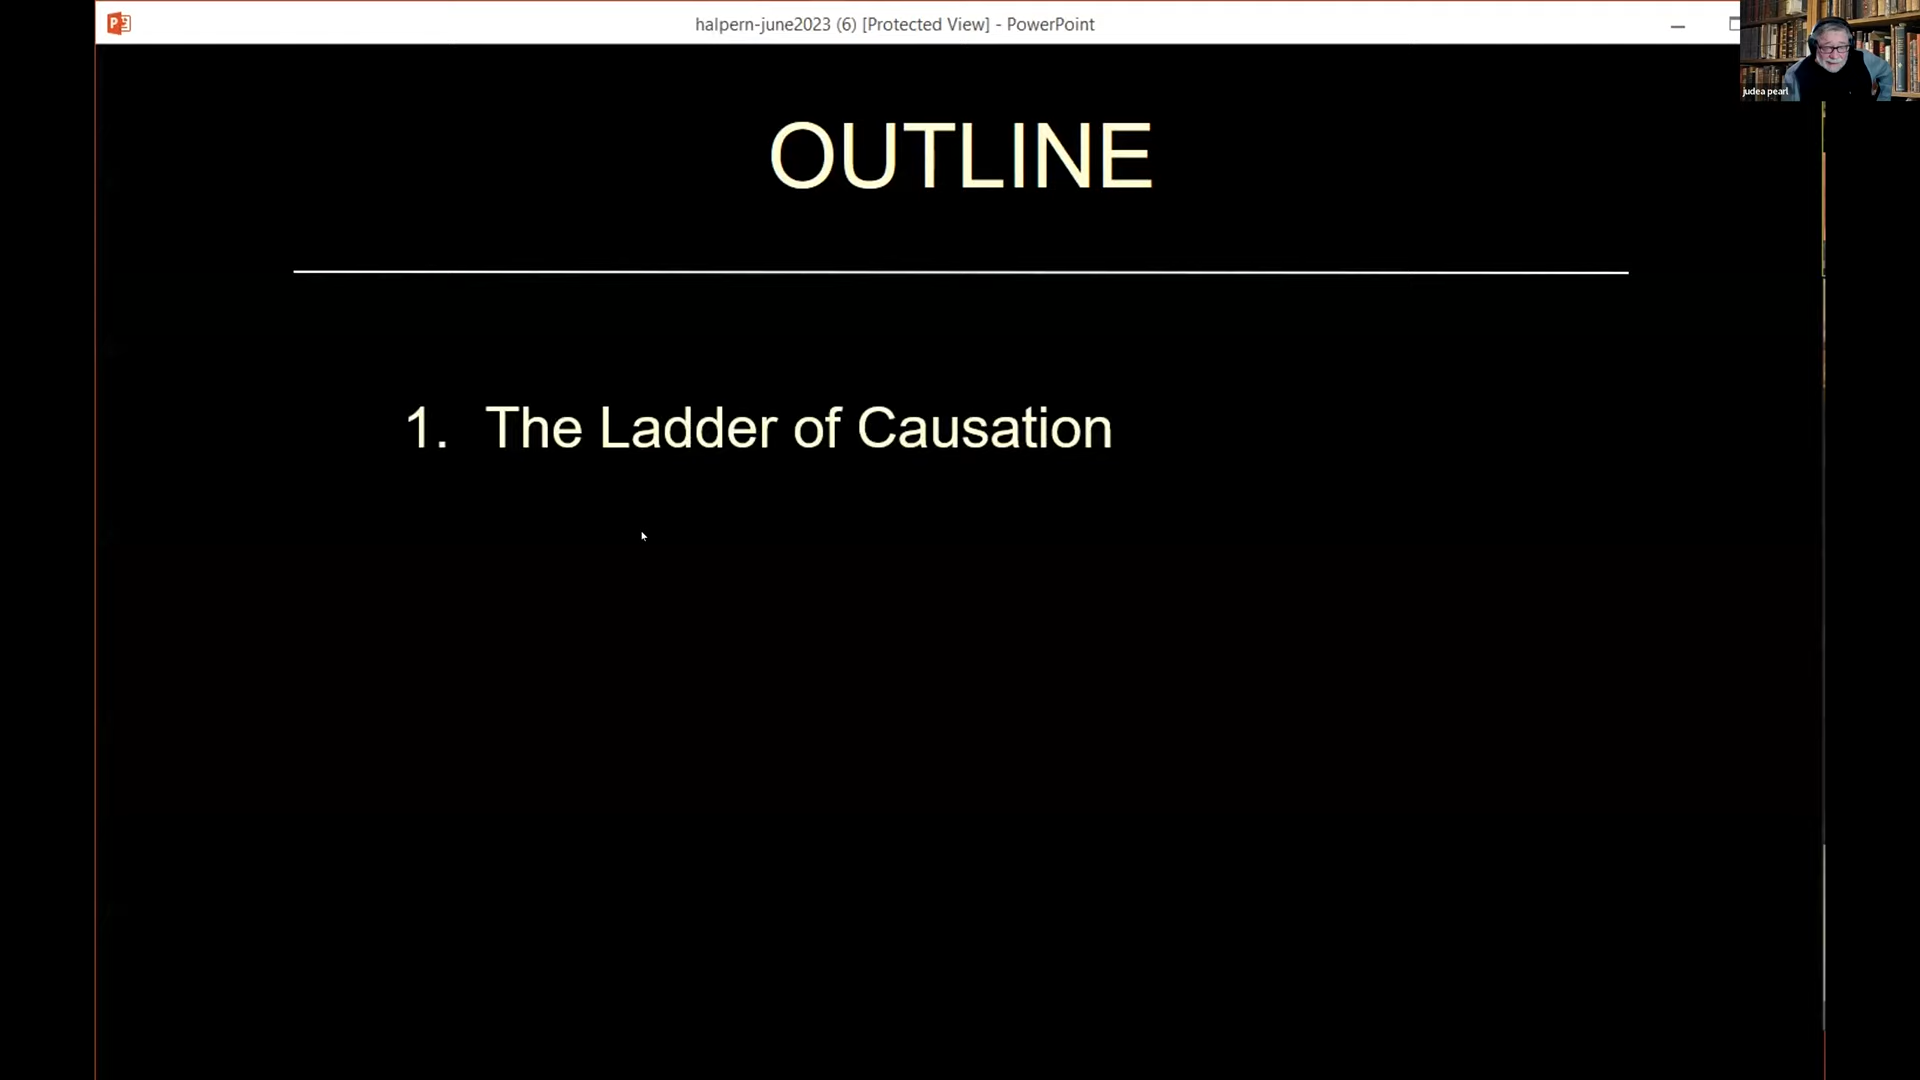 halpern-june2023 (6) [Protected View] - PowerPoint
judea pearl
OUTLINE
1. The Ladder of Causation